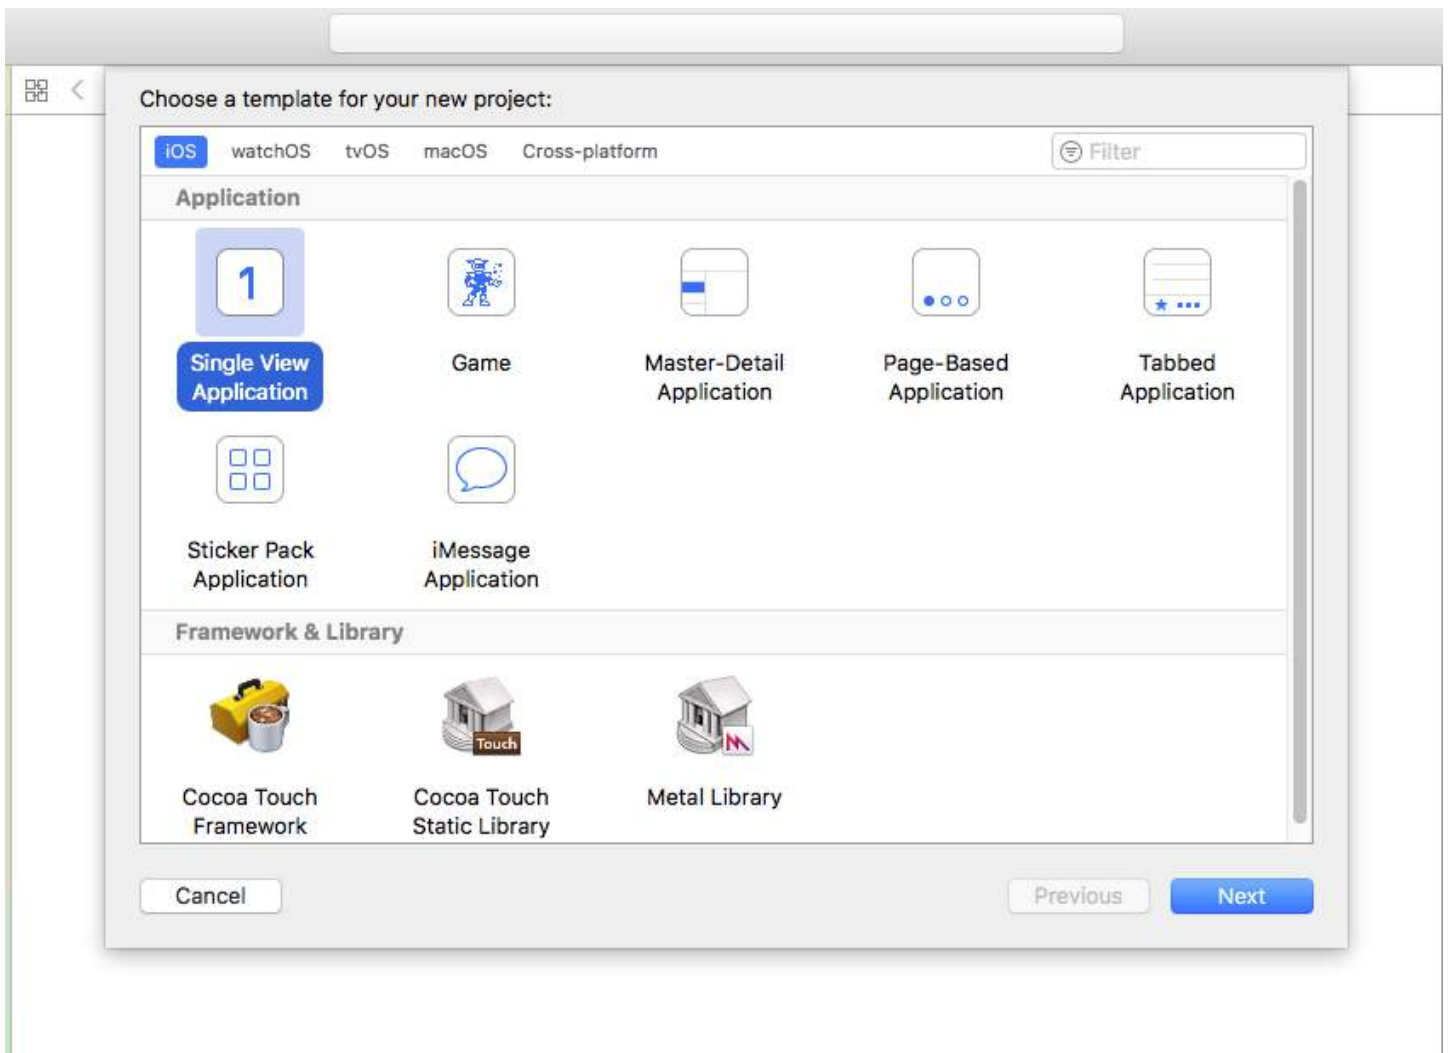 Choose a template for your new project:
iOS watchOS tvOS macOS Cross-platform Filter
Application
1
Single View
Application
Game
Master-Detail
Application
Page-Based
Application
Tabbed
Application
Sticker Pack
Application
iMessage
Application
Framework & Library
Touch
Cocoa Touch
Framework
Cocoa Touch
Static Library
Metal Library
Cancel Previous Next